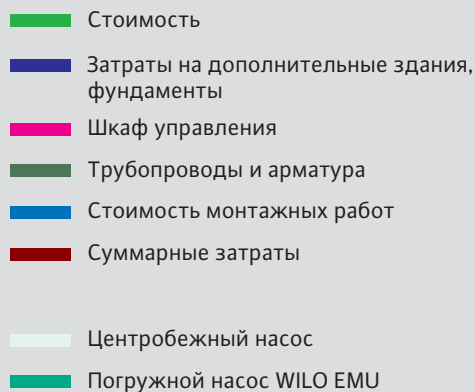 Стоимость
Затраты на дополнительные здания,
фундаменты
Шкаф управления
Трубопроводы и арматура
Стоимость монтажных работ
Суммарные затраты
Центробежный насос
Погружной насос WILO EMU